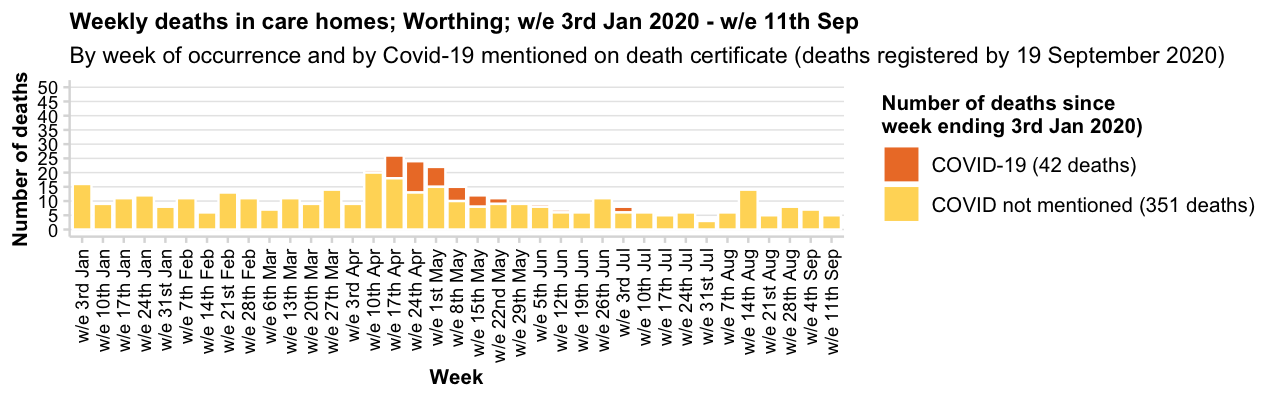 Weekly deaths in care homes; Worthing; w/e 3rd Jan 2020 - w/e 11th Sep
By week of occurrence and by Covid-19 mentioned on death certificate (deaths registered by 19 September 2020)
Number of deaths
50
45
40
35
30
25
20
15
10
5
0
w/e 3rd Jan
w/e 10th Jan
w/e 17th Jan
w/e 24th Jan
w/e 31st Jan
w/e 7th Feb
w/e 14th Feb
w/e 21st Feb
w/e 28th Feb
w/e 6th Mar
w/e 13th Mar
w/e 20th Mar
w/e 27th Mar
w/e 3rd Apr
w/e 10th Apr
w/e 17th Apr
w/e 24th Apr
w/e 1st May
w/e 8th May
w/e 15th May
w/e 22nd May
w/e 29th May
w/e 5th Jun
w/e 12th Jun
w/e 19th Jun
w/e 26th Jun
w/e 3rd Jul
w/e 10th Jul
w/e 17th Jul
w/e 24th Jul
w/e 31st Jul
w/e 7th Aug
w/e 14th Aug
w/e 21st Aug
w/e 28th Aug
w/e 4th Sep
w/e 11th Sep
Week
Number of deaths since
week ending 3rd Jan 2020)
COVID-19 (42 deaths)
COVID not mentioned (351 deaths)